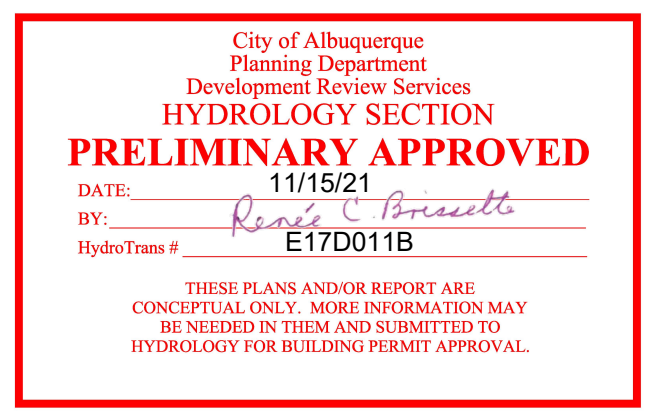 City of Albuquerque
Planning Department
Development Review Services
HYDROLOGY SECTION
PRELIMINARY APPROVED
DATE: 11/15/21
BY: Renée C. Brissette
HydroTrans # E17D011B
THESE PLANS AND/OR REPORT ARE
CONCEPTUAL ONLY. MORE INFORMATION MAY
BE NEEDED IN THEM AND SUBMITTED TO
HYDROLOGY FOR BUILDING PERMIT APPROVAL.